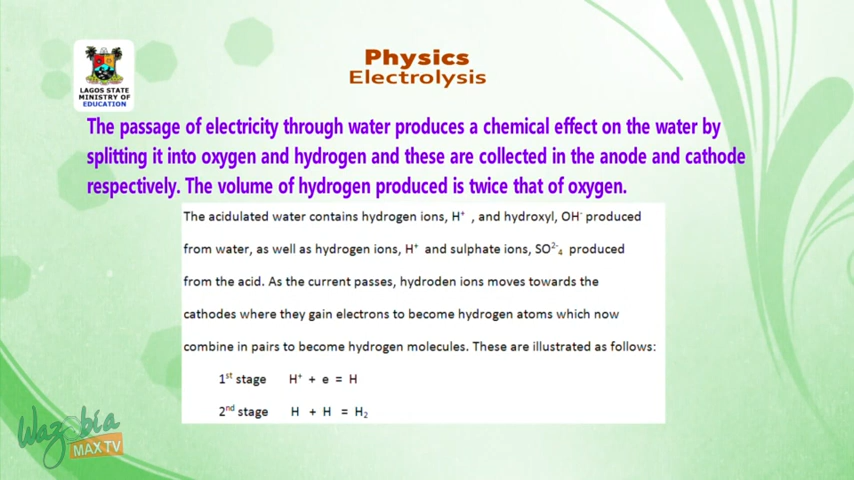 LAGOS STATE
MINISTRY OF
EDUCATION
Physics
Electrolysis
The passage of electricity through water produces a chemical effect on the water by
splitting it into oxygen and hydrogen and these are collected in the anode and cathode
respectively. The volume of hydrogen produced is twice that of oxygen.
The acidulated water contains hydrogen ions, H⁺ , and hydroxyl, OH⁻ produced
from water, as well as hydrogen ions, H⁺ and sulphate ions, SO²⁻₄ produced
from the acid. As the current passes, hydroden ions moves towards the
cathodes where they gain electrons to become hydrogen atoms which now
combine in pairs to become hydrogen molecules. These are illustrated as follows:
1ˢᵗ stage H⁺ + e = H
2ⁿᵈ stage H + H = H₂
Wazobia
MAX TV